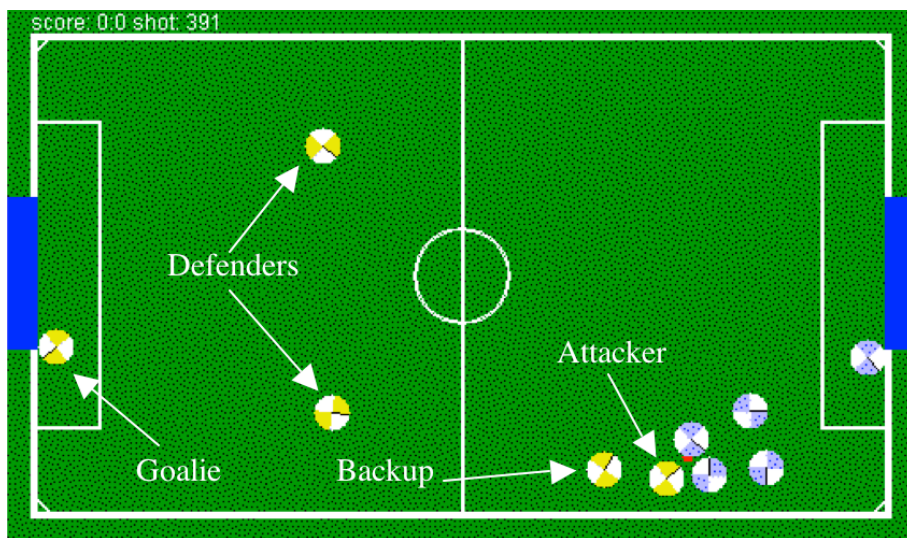 score: 0:0 shot: 391
Defenders
Attacker
Goalie
Backup